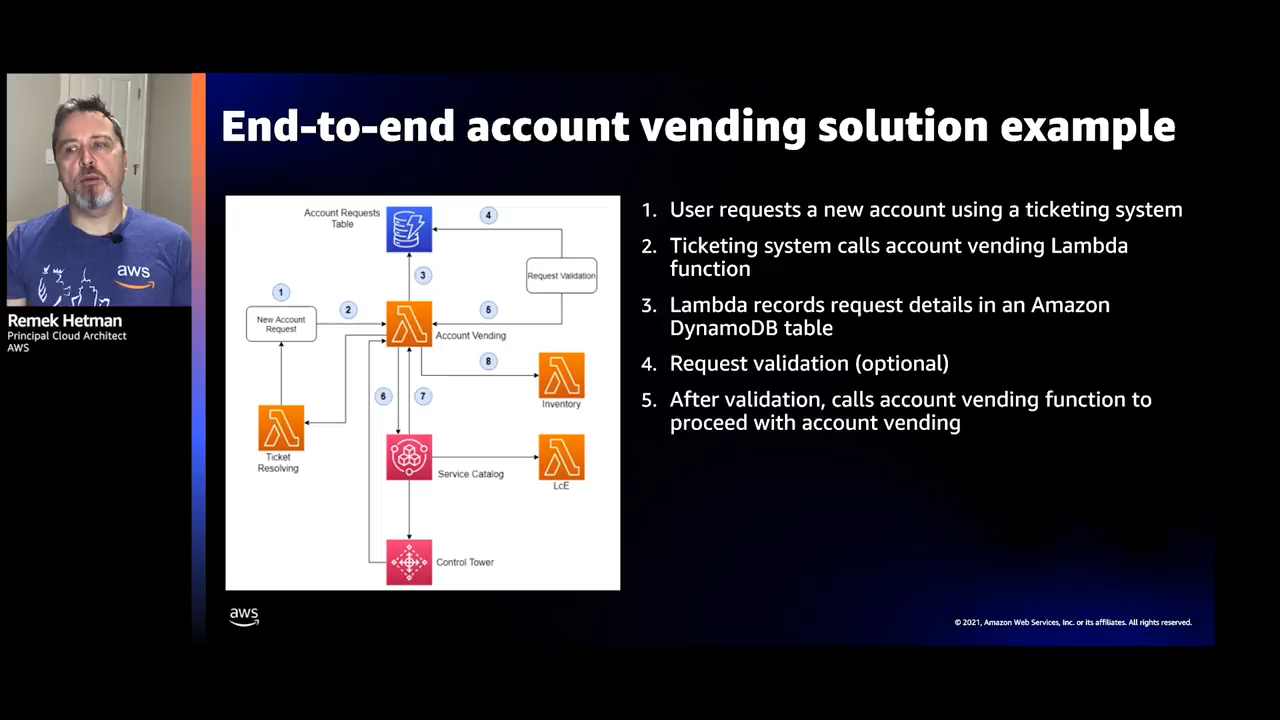 End-to-end account vending solution example
aws
Remek Hetman
Principal Cloud Architect
AWS
Account Requests
Table
4
3
Request Validation
1
New Account
Request
2
5
Account Vending
8
6
7
Inventory
Ticket
Resolving
Service Catalog
LcE
Control Tower
1. User requests a new account using a ticketing system
2. Ticketing system calls account vending Lambda
function
3. Lambda records request details in an Amazon
DynamoDB table
4. Request validation (optional)
5. After validation, calls account vending function to
proceed with account vending
aws
© 2021, Amazon Web Services, Inc. or its affiliates. All rights reserved.